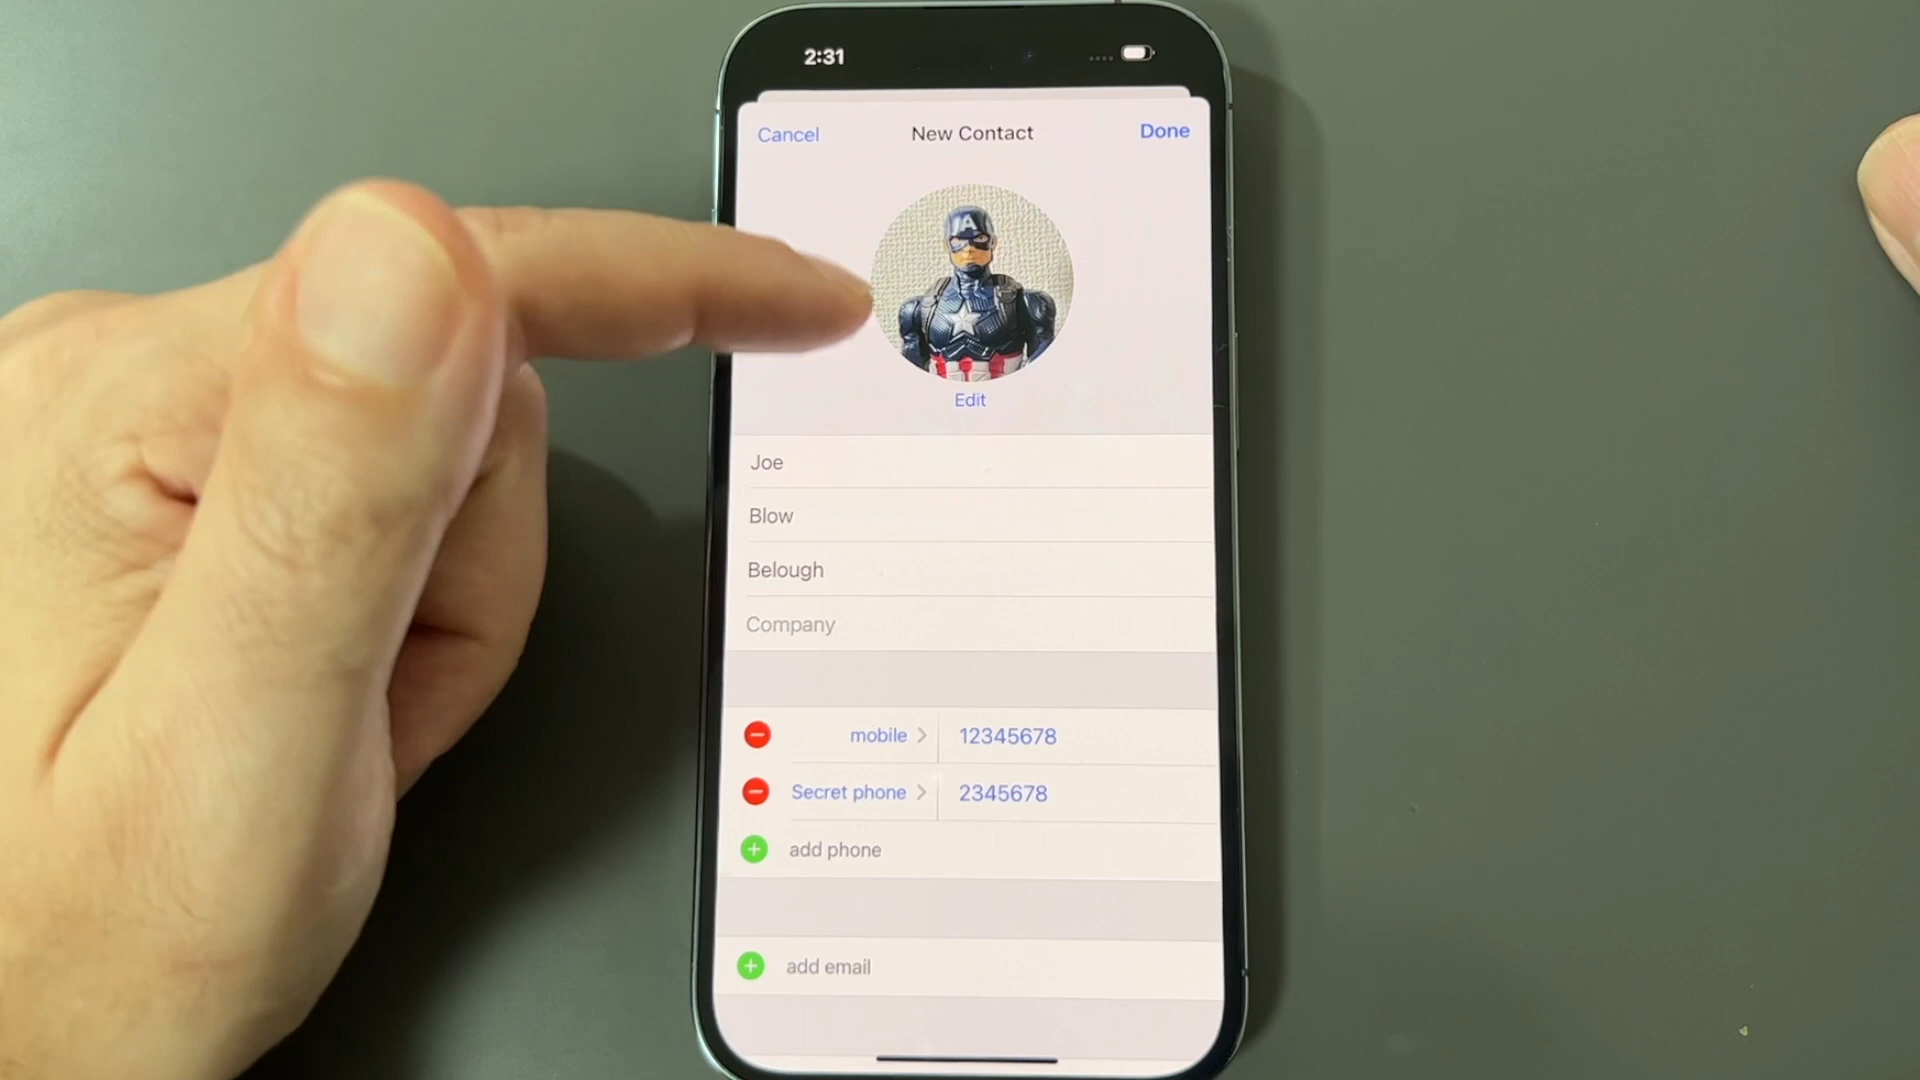 2:31
Cancel New Contact Done
A
Edit
Joe
Blow
Belough
Company
mobile 12345678
Secret phone 2345678
add phone
add email